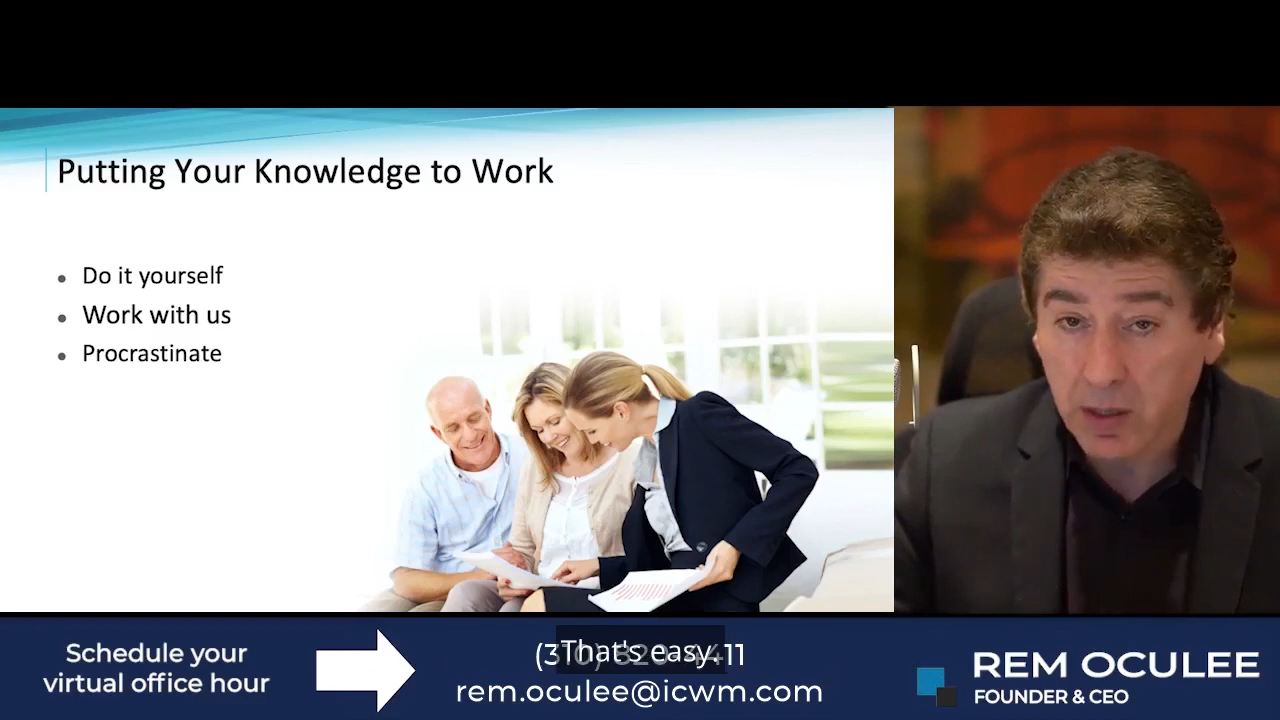 Putting Your Knowledge to Work
Do it yourself
Work with us
Procrastinate
Schedule your
virtual office hour
That's easy.
rem.oculee@icwm.com
REM OCULEE
FOUNDER & CEO